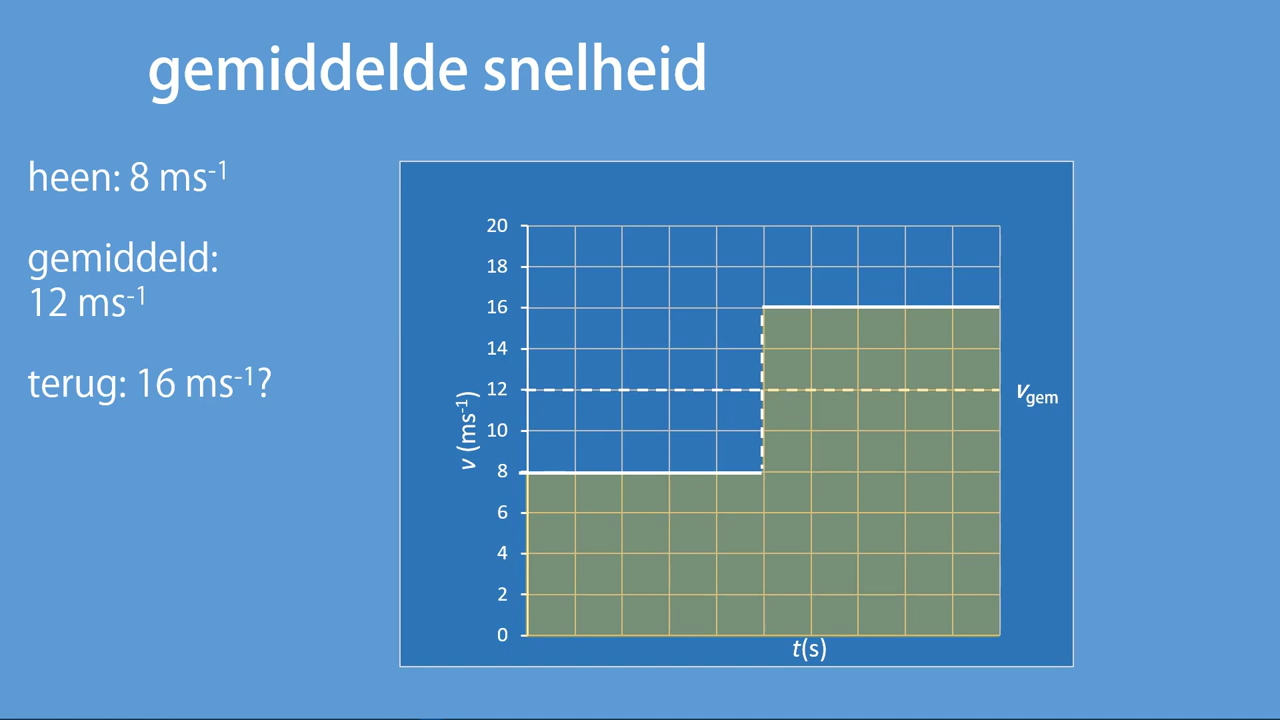 gemiddelde snelheid
heen: 8 ms⁻¹
gemiddeld:
12 ms⁻¹
terug: 16 ms⁻¹?
20
18
16
14
12
10
8
6
4
2
0
v (ms⁻¹)
t(s)
vgem